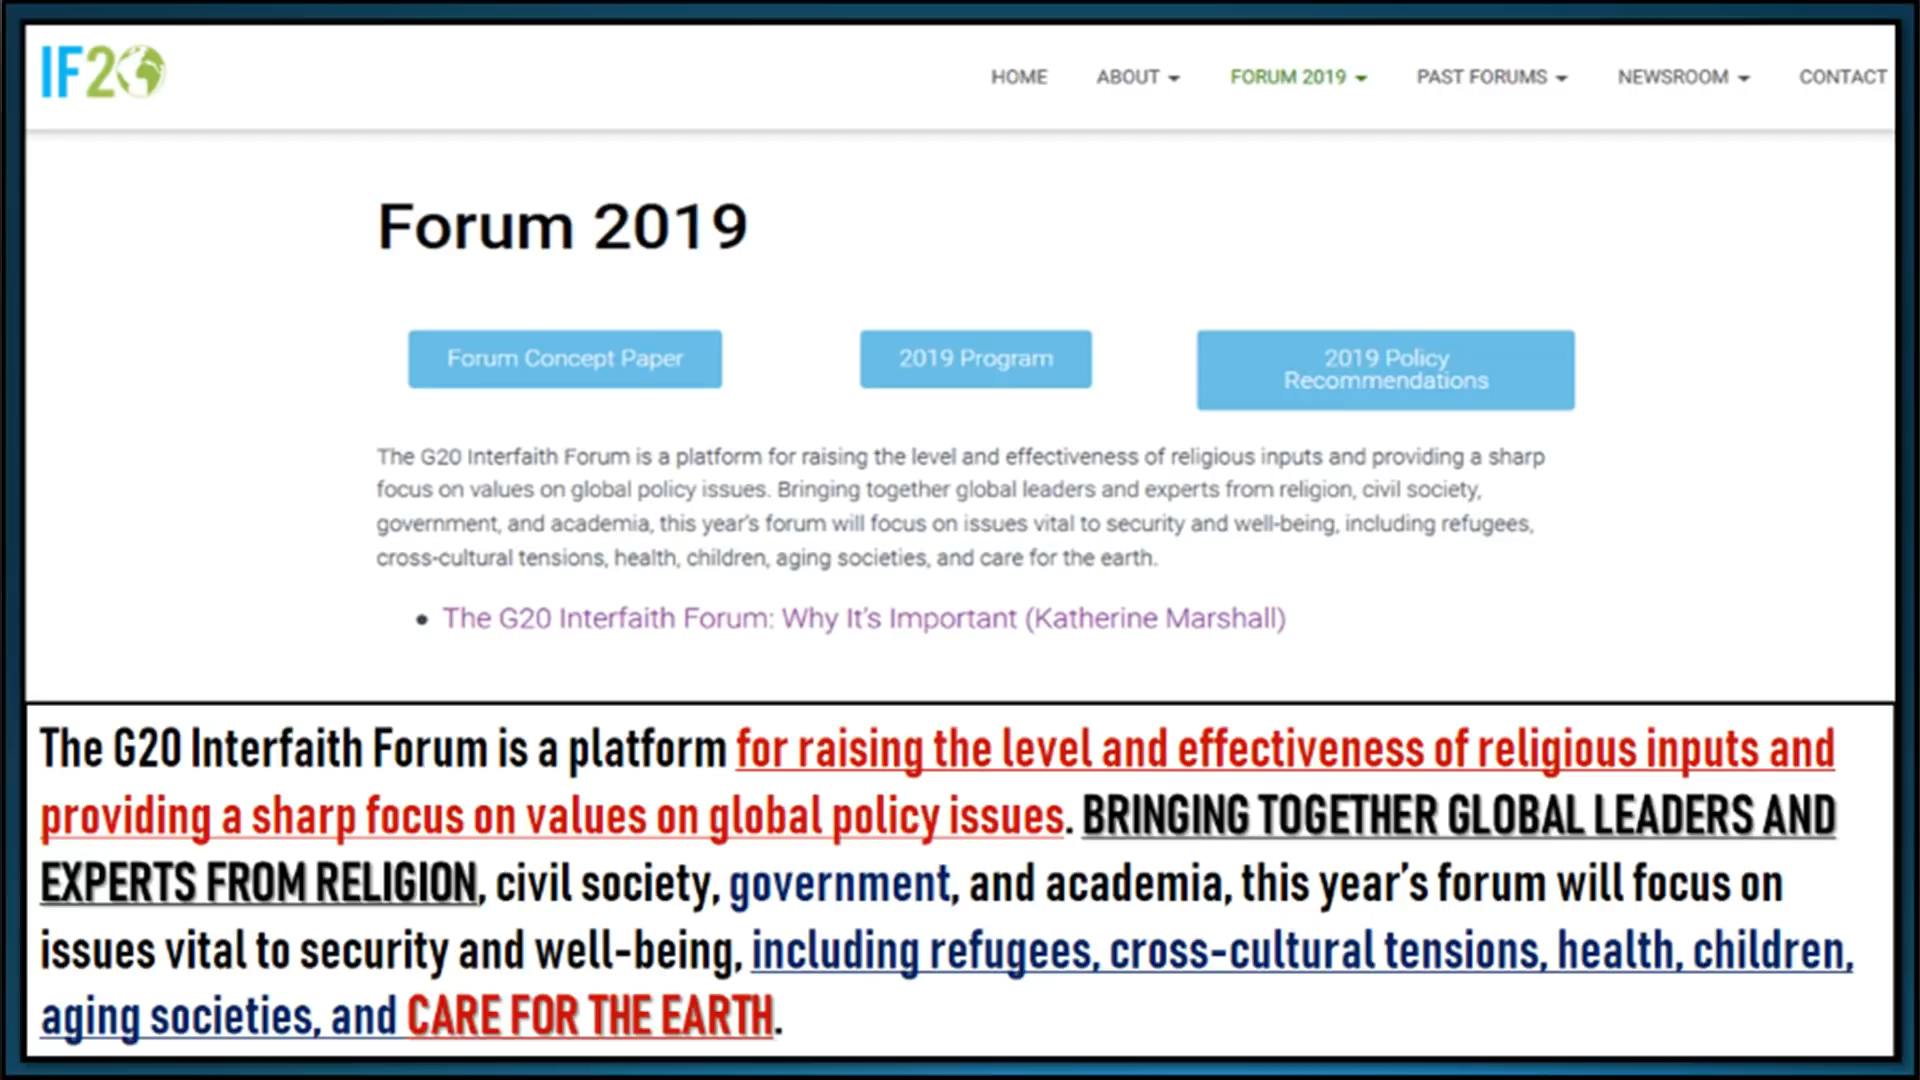 IF20
HOME ABOUT FORUM 2019 PAST FORUMS NEWSROOM CONTACT
Forum 2019
Forum Concept Paper
2019 Program
2019 Policy
Recommendations
The G20 Interfaith Forum is a platform for raising the level and effectiveness of religious inputs and providing a sharp
focus on values on global policy issues. Bringing together global leaders and experts from religion, civil society,
government, and academia, this year's forum will focus on issues vital to security and well-being, including refugees,
cross-cultural tensions, health, children, aging societies, and care for the earth.
• The G20 Interfaith Forum: Why It's Important (Katherine Marshall)
The G20 Interfaith Forum is a platform for raising the level and effectiveness of religious inputs and
providing a sharp focus on values on global policy issues. BRINGING TOGETHER GLOBAL LEADERS AND
EXPERTS FROM RELIGION, civil society, government, and academia, this year's forum will focus on
issues vital to security and well-being, including refugees, cross-cultural tensions, health, children,
aging societies, and CARE FOR THE EARTH.